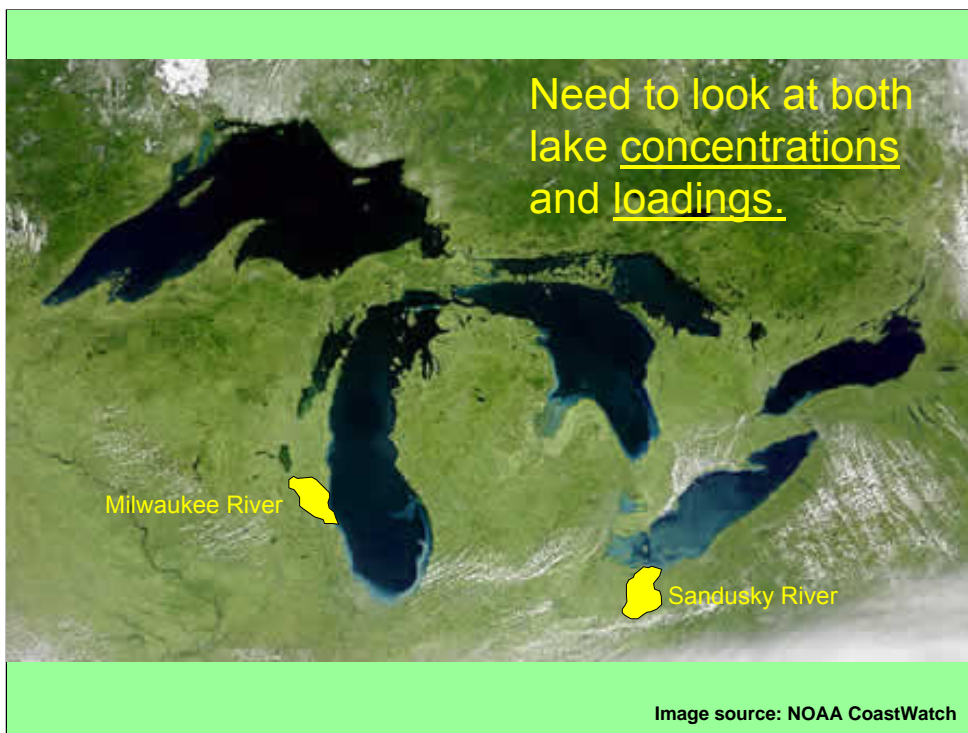 Need to look at both
lake concentrations
and loadings.
Milwaukee River
Sandusky River
Image source: NOAA CoastWatch